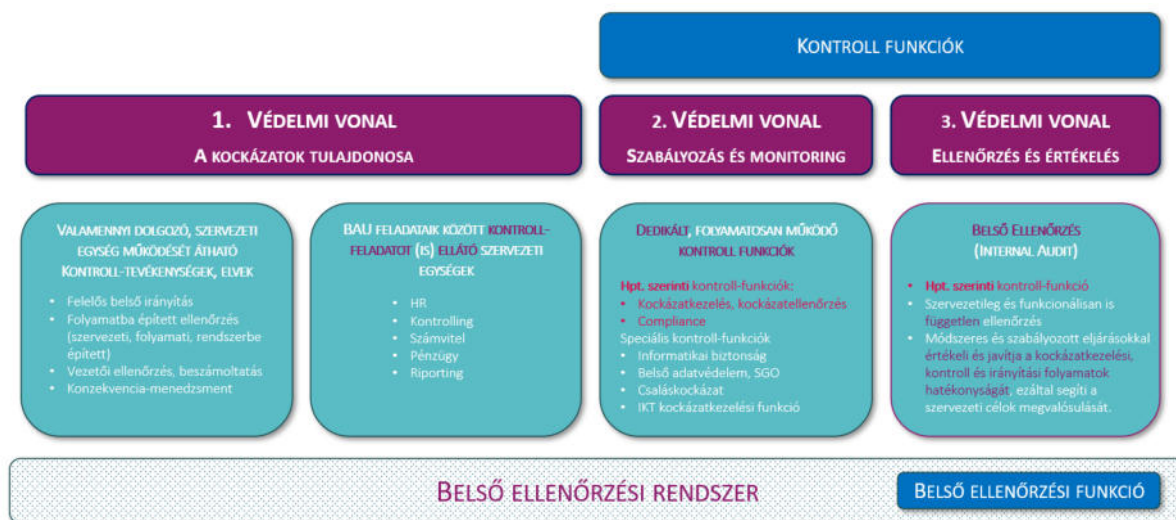 KONTROLL FUNKCIÓK
1. VÉDELMI VONAL
A KOCKÁZATOK TULAJDONOSA
2. VÉDELMI VONAL
SZABÁLYOZÁS ÉS MONITORING
3. VÉDELMI VONAL
ELLENŐRZÉS ÉS ÉRTÉKELÉS
VALAMENNYI DOLGOZÓ, SZERVEZETI
EGYSÉG MŰKÖDÉSÉT ÁTHATÓ
KONTROLL-TEVÉKENYSÉGEK, ELVEK
• Felelős belső irányítás
• Folyamatba épített ellenőrzés
(szervezeti, folyamati, rendszerbe
épített)
• Vezetői ellenőrzés, beszámoltatás
• Konzekvencia-menedzsment
BAU FELADATAIK KÖZÖTT KONTROLL-
FELADATOT (IS) ELLÁTÓ SZERVEZETI
EGYSÉGEK
• HR
• Kontrolling
• Számvitel
• Pénzügy
• Riporting
DEDIKÁLT, FOLYAMATOSAN MŰKÖDŐ
KONTROLL FUNKCIÓK
Hpt. szerinti kontroll-funkciók:
• Kockázatkezelés, kockázatellenőrzés
• Compliance
Speciális kontroll-funkciók
• Informatikai biztonság
• Belső adatvédelem, SGO
• Csaláskockázat
• IKT kockázatkezelési funkció
BELSŐ ELLENŐRZÉS
(INTERNAL AUDIT)
• Hpt. szerinti kontroll-funkció
• Szervezetileg és funkcionálisan is
független ellenőrzés
• Módszeres és szabályozott eljárásokkal
értékeli és javítja a kockázatkezelési,
kontroll és irányítási folyamatok
hatékonyságát, ezáltal segíti a
szervezeti célok megvalósulását.
BELSŐ ELLENŐRZÉSI RENDSZER
BELSŐ ELLENŐRZÉSI FUNKCIÓ